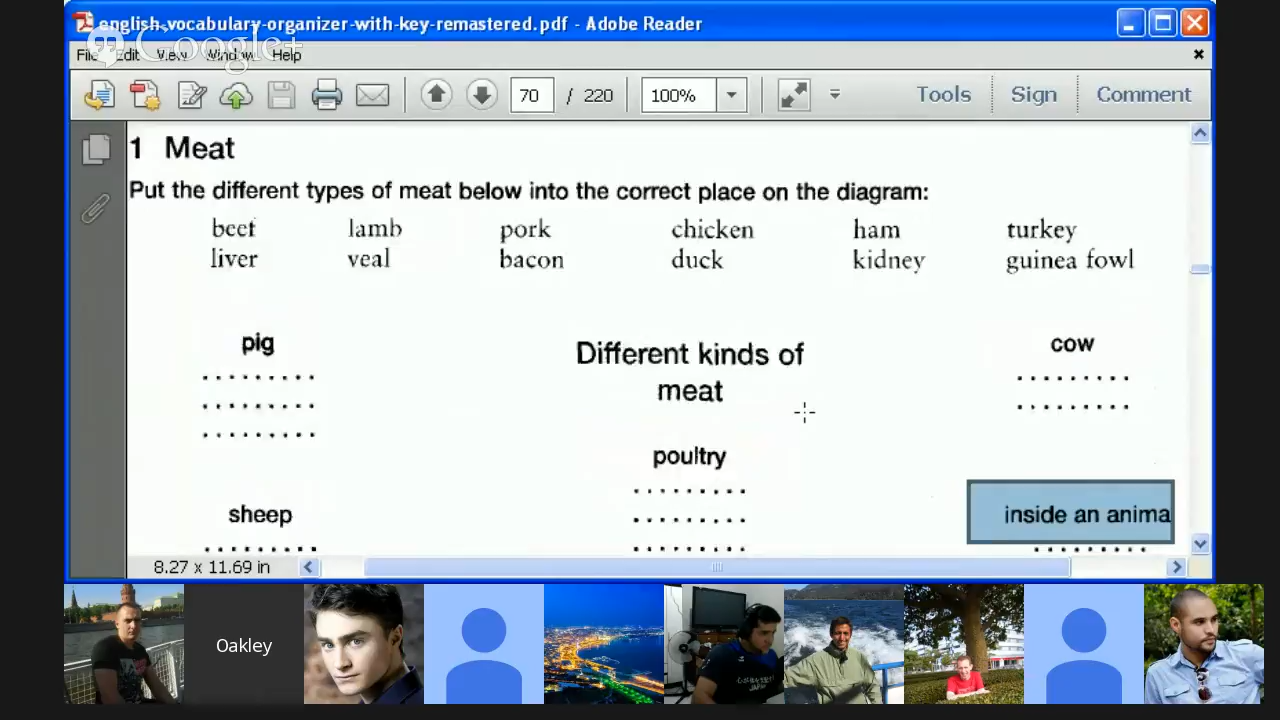 english-vocabulary-organizer-with-key-remastered.pdf - Adobe Reader
Google+
File Edit View Window Help
70 / 220 100% Tools Sign Comment
1 Meat
Put the different types of meat below into the correct place on the diagram:
beef lamb pork chicken ham turkey
liver veal bacon duck kidney guinea fowl
pig
Different kinds of
meat
cow
poultry
sheep
inside an anima
8.27 x 11.69 in
Oakley